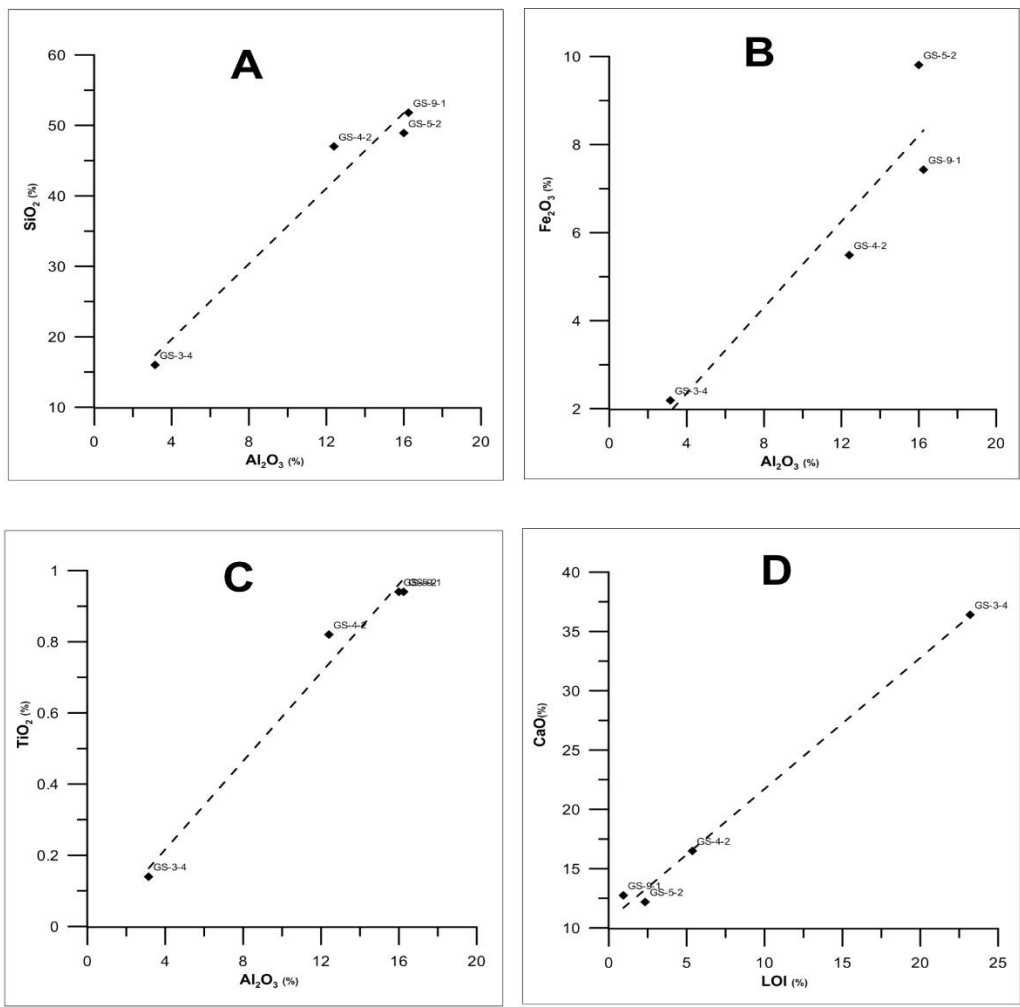 A
SiO₂ (%)
60
50
40
30
20
10
GS-9-1
GS-5-2
GS-4-2
GS-3-4
0 4 8 12 16 20
Al₂O₃ (%)
B
Fe₂O₃ (%)
10
8
6
4
2
GS-5-2
GS-9-1
GS-4-2
GS-3-4
0 4 8 12 16 20
Al₂O₃ (%)
C
TiO₂ (%)
1
0.8
0.6
0.4
0.2
0
GS-4-2
GS-3-4
0 4 8 12 16 20
Al₂O₃ (%)
D
CaO(%)
40
35
30
25
20
15
10
GS-3-4
GS-4-2
GS-9-1
GS-5-2
0 5 10 15 20 25
LOI (%)